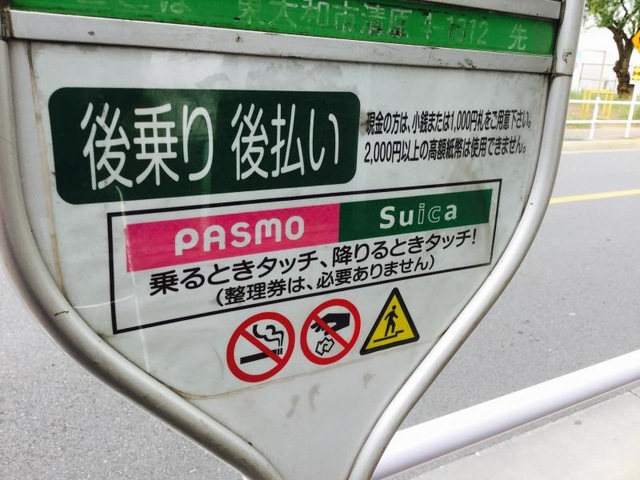 東大和市清原4-1312 先
後乗り 後払い
現金の方は、小銭または1,000円札をご用意下さい。
2,000円以上の高額紙幣は使用できません。
PASMO Suica
乗るときタッチ、降りるときタッチ!
(整理券は、必要ありません)